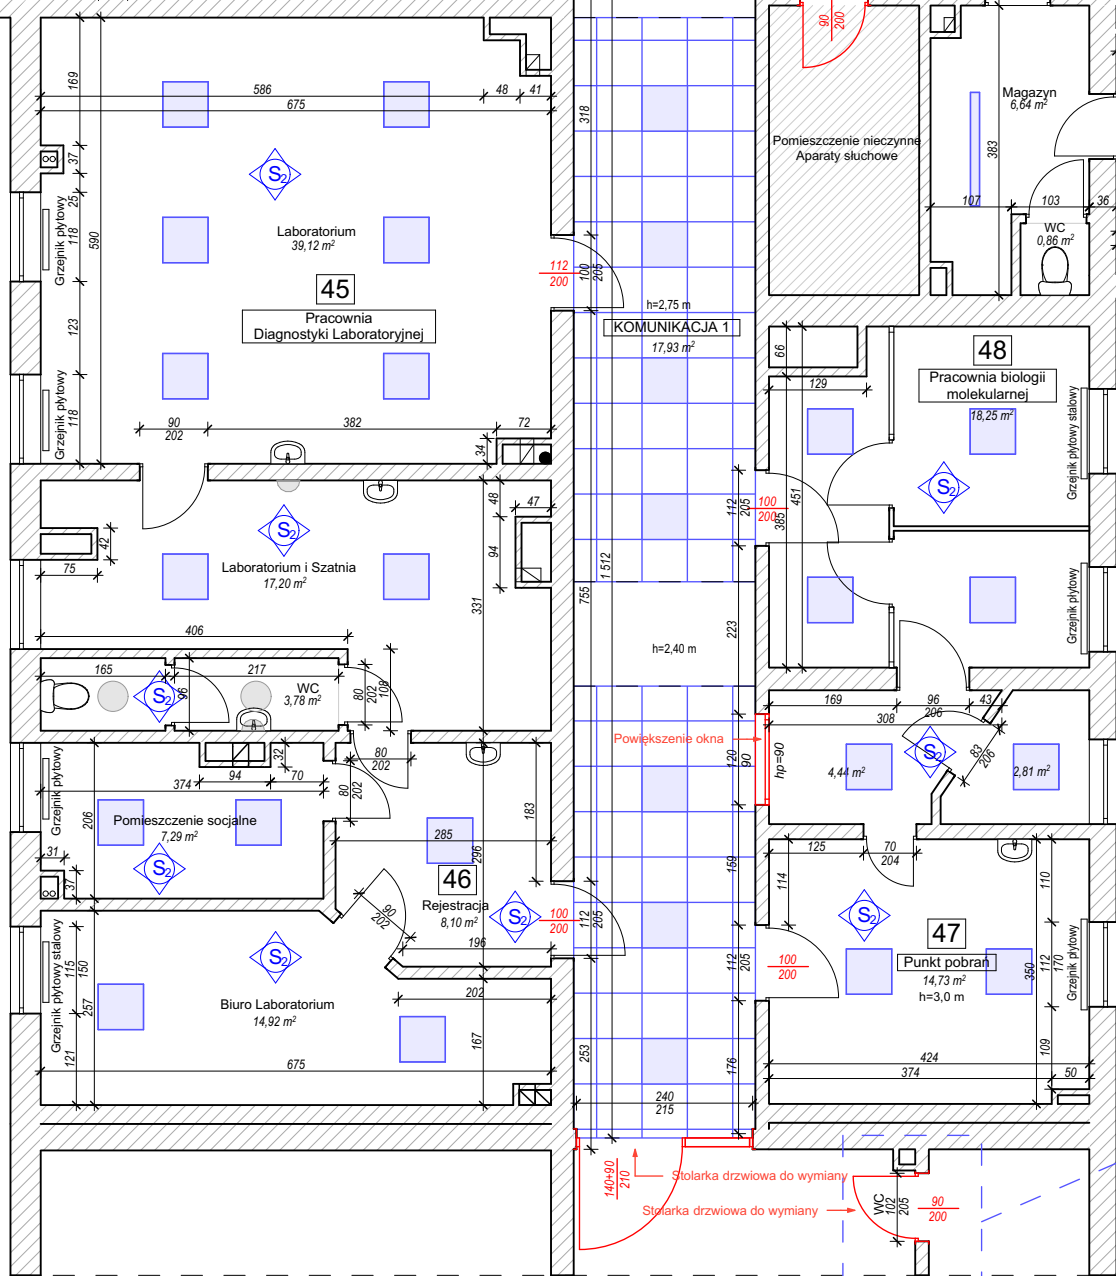 90
200
169
586
48
41
675
318
Magazyn
6,64 m²
Pomieszczenie nieczynne
Aparaty słuchowe
383
37
S2
25
107
103
36
Grzejnik płytowy
118
590
Laboratorium
39,12 m²
WC
0,86 m²
112
200
100
205
45
Pracownia
Diagnostyki Laboratoryjnej
h=2,75 m
KOMUNIKACJA 1
17,93 m²
123
66
48
Pracownia biologii
molekularnej
18,25 m²
129
Grzejnik płytowy
118
Grzejnik płytowy stalowy
90
202
382
72
34
S2
48
47
112
205
100
200
451
385
S2
42
75
94
Laboratorium i Szatnia
17,20 m²
1 512
755
331
Grzejnik płytowy
406
223
h=2,40 m
165
217
96
S2
WC
3,78 m²
80
202
108
169
96
206
43
308
Powiększenie okna
120
90
hp=90
S2
83
206
4,44 m²
2,81 m²
80
202
32
94
70
374
80
202
Grzejnik płytowy
206
Pomieszczenie socjalne
7,29 m²
183
285
296
159
125
70
204
114
110
31
37
S2
46
Rejestracja
8,10 m²
S2
90
202
196
100
200
112
205
112
205
S2
47
Punkt pobrań
14,73 m²
h=3,0 m
100
200
350
112
170
Grzejnik płytowy
Grzejnik płytowy stalowy
115
150
257
S2
Biuro Laboratorium
14,92 m²
202
167
121
675
253
176
109
424
374
50
240
215
140+90
210
Stolarka drzwiowa do wymiany
Stolarka drzwiowa do wymiany
WC
102
205
90
200